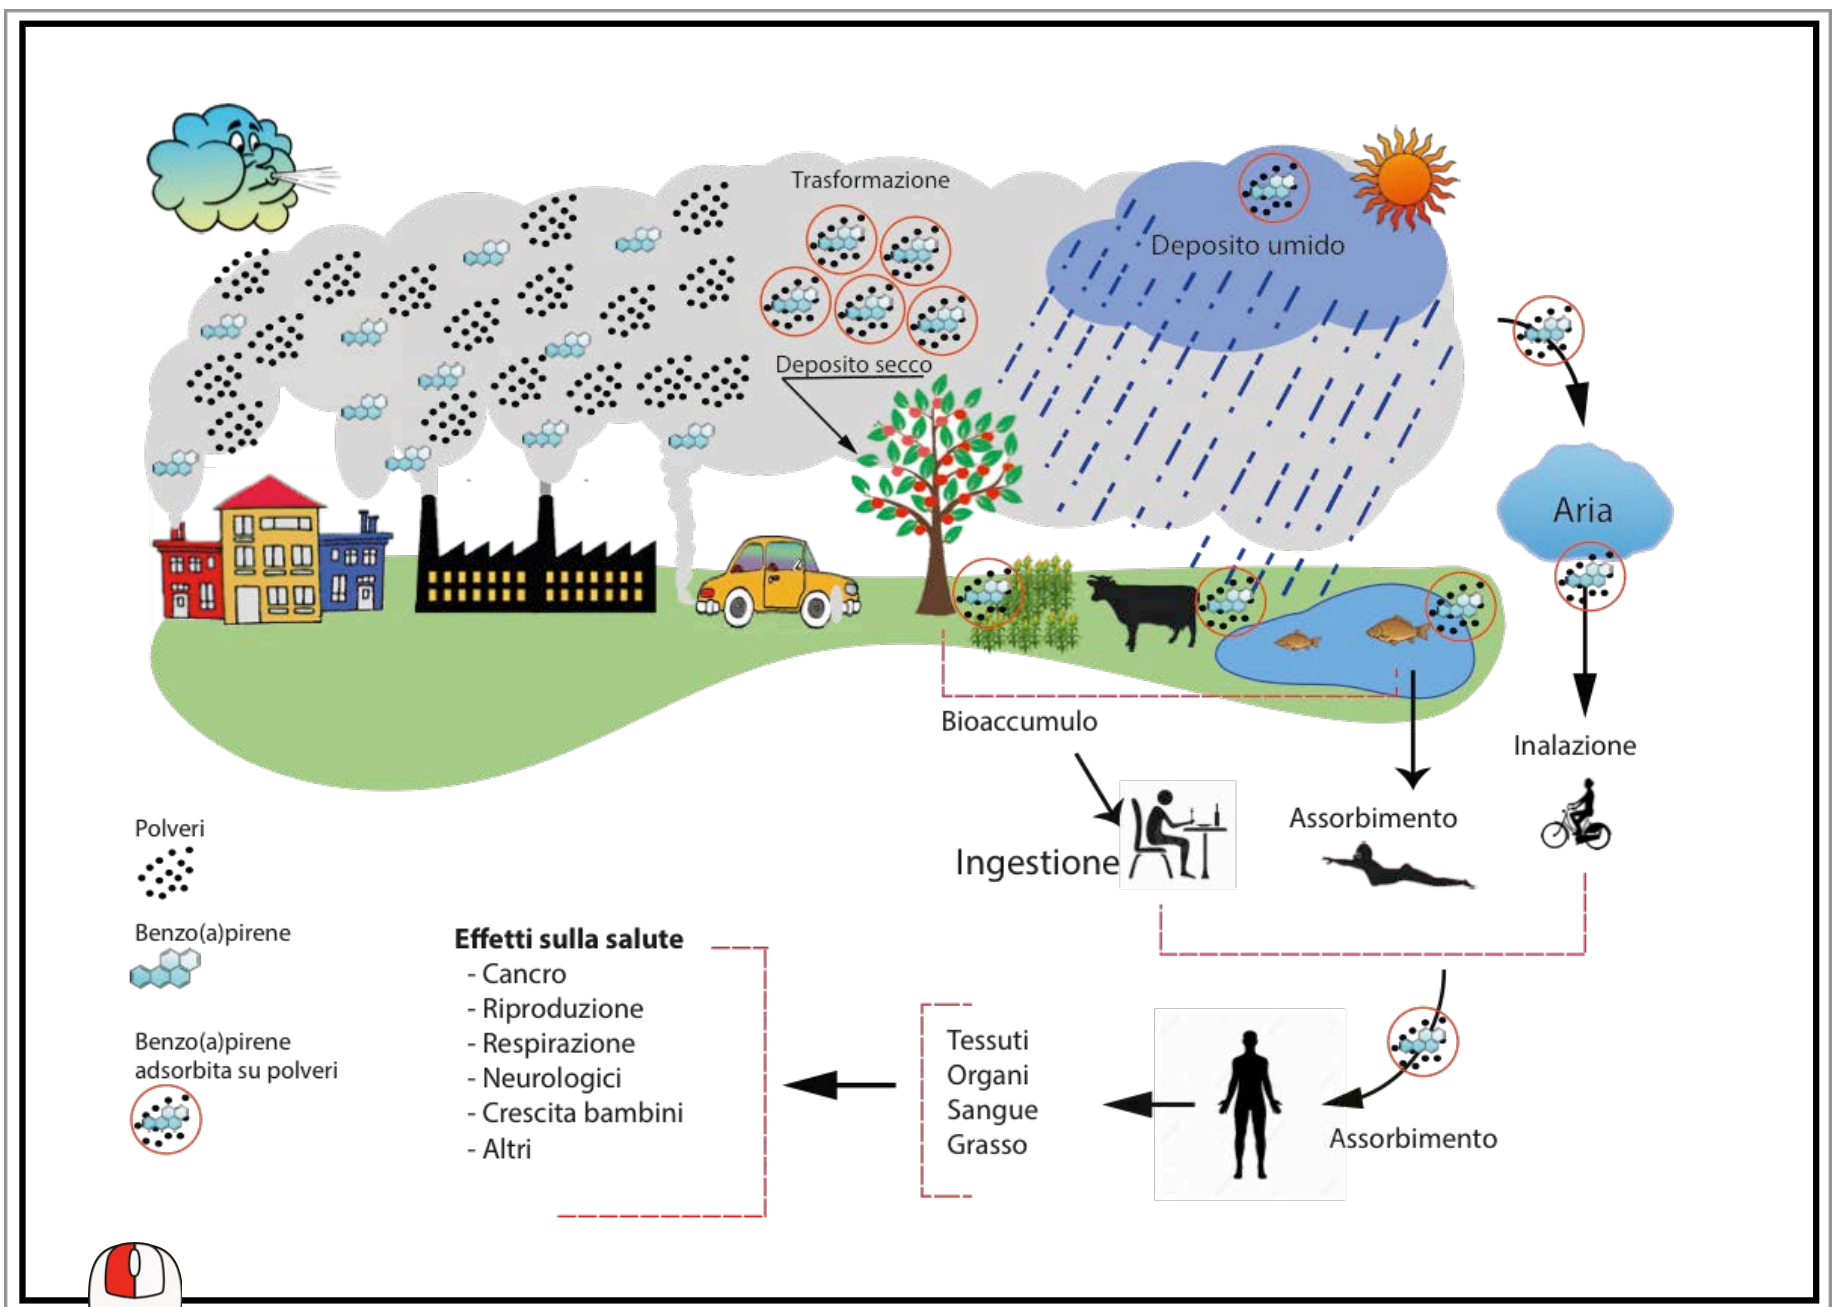 Trasformazione
Deposito umido
Deposito secco
Aria
Bioaccumulo
Inalazione
Assorbimento
Ingestione
Polveri
Benzo(a)pirene
Benzo(a)pirene
adsorbita su polveri
Effetti sulla salute
- Cancro
- Riproduzione
- Respirazione
- Neurologici
- Crescita bambini
- Altri
Tessuti
Organi
Sangue
Grasso
Assorbimento